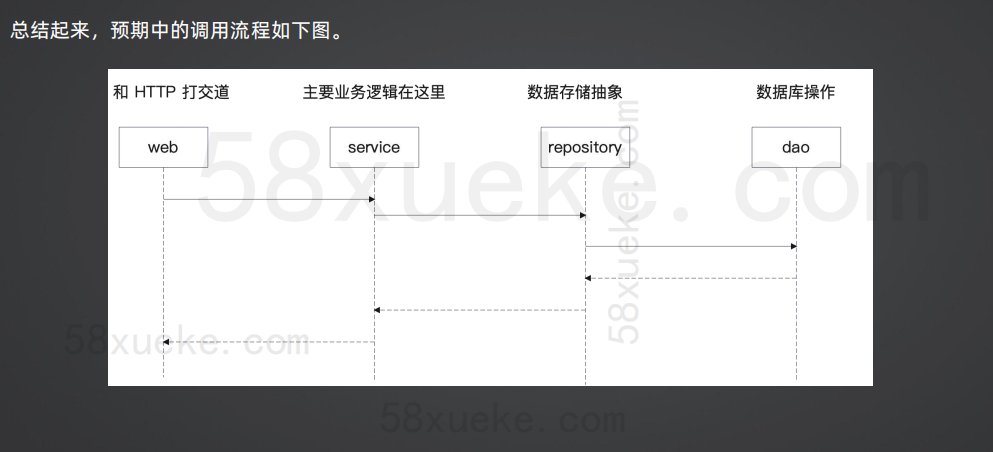 总结起来，预期中的调用流程如下图。
和 HTTP 打交道 主要业务逻辑在这里 数据存储抽象 数据库操作
web service repository dao
58xueke.com
58xueke.com
58xueke.com
58xueke.com